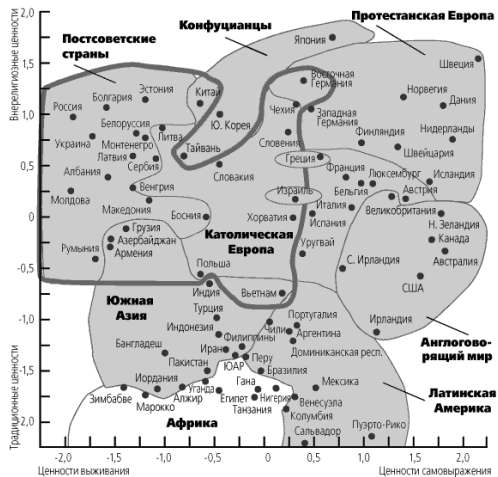 2,0
1,5
1,0
0,5
0
-0,5
-1,0
-1,5
-2,0
Внерелигиозные ценности
Традиционные ценности
Конфуцианцы
Протестанская Европа
Постсоветские
страны
Япония
Швеция
Восточная
Германия
Эстония
Китай
Норвегия
Болгария
Россия
Дания
Чехия
Западная
Германия
Ю. Корея
Белоруссия
Литва
Финляндия
Нидерланды
Украина
Монтенегро
Словения
Тайвань
Латвия
Сербия
Швейцария
Греция
Албания
Словакия
Франция
Люксембург
Исландия
Венгрия
Молдова
Израиль
Бельгия
Австрия
Македония
Босния
Хорватия
Италия
Великобритания
Испания
Грузия
Католическая
Европа
Н. Зеландия
Азербайджан
Канада
Румыния
Армения
Уругвай
Австралия
Польша
С. Ирландия
Индия
Вьетнам
США
Южная
Азия
Турция
Португалия
Ирландия
Индонезия
Чили
Аргентина
Англогово-
рящий мир
Бангладеш
Филиппины
Иран
Доминиканская респ.
Пакистан
ЮАР
Перу
Бразилия
Иордания
Гана
Мексика
Латинская
Америка
Зимбабве
Уганда
Алжир
Нигерия
Марокко
Египет
Венесуэла
Танзания
Колумбия
Африка
Сальвадор
Пуэрто-Рико
-2,0
-1,5
-1,0
-0,5
0
0,5
1,0
1,5
2,0
Ценности выживания
Ценности самовыражения